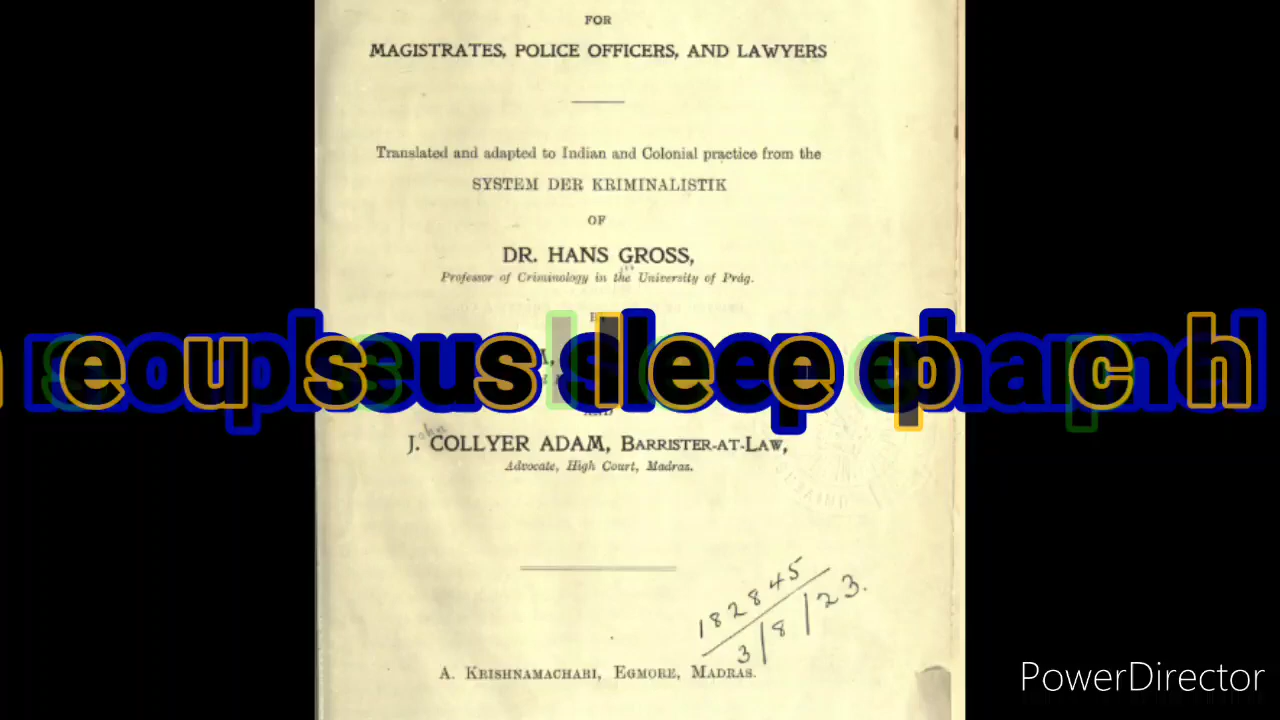 FOR
MAGISTRATES, POLICE OFFICERS, AND LAWYERS
Translated and adapted to Indian and Colonial practice from the
SYSTEM DER KRIMINALISTIK
OF
DR. HANS GROSS,
Professor of Criminology in the University of Prag.
AND
J. COLLYER ADAM, BARRISTER-AT-LAW,
Advocate, High Court, Madras.
182845
3/8/23.
A. KRISHNAMACHARI, EGMORE, MADRAS.
PowerDirector